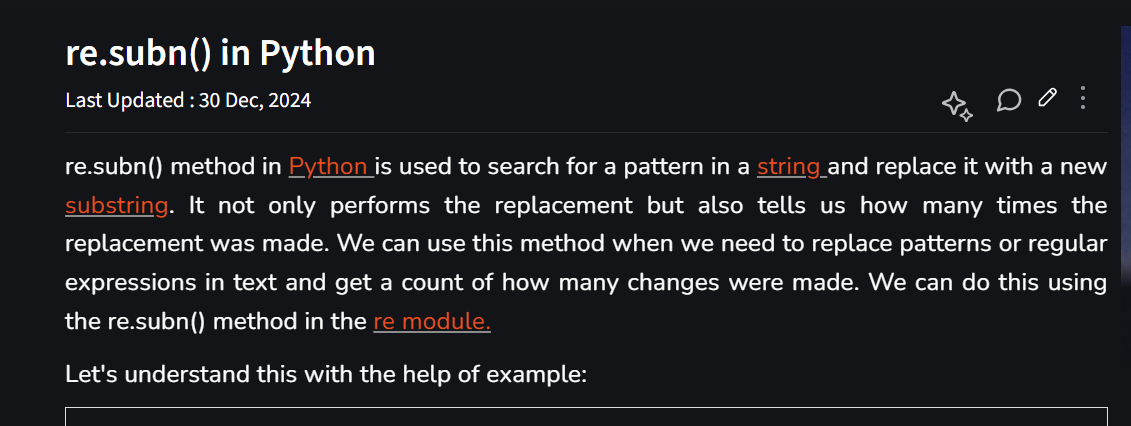 re.subn() in Python
Last Updated : 30 Dec, 2024
re.subn() method in Python is used to search for a pattern in a string and replace it with a new
substring. It not only performs the replacement but also tells us how many times the
replacement was made. We can use this method when we need to replace patterns or regular
expressions in text and get a count of how many changes were made. We can do this using
the re.subn() method in the re module.
Let's understand this with the help of example: